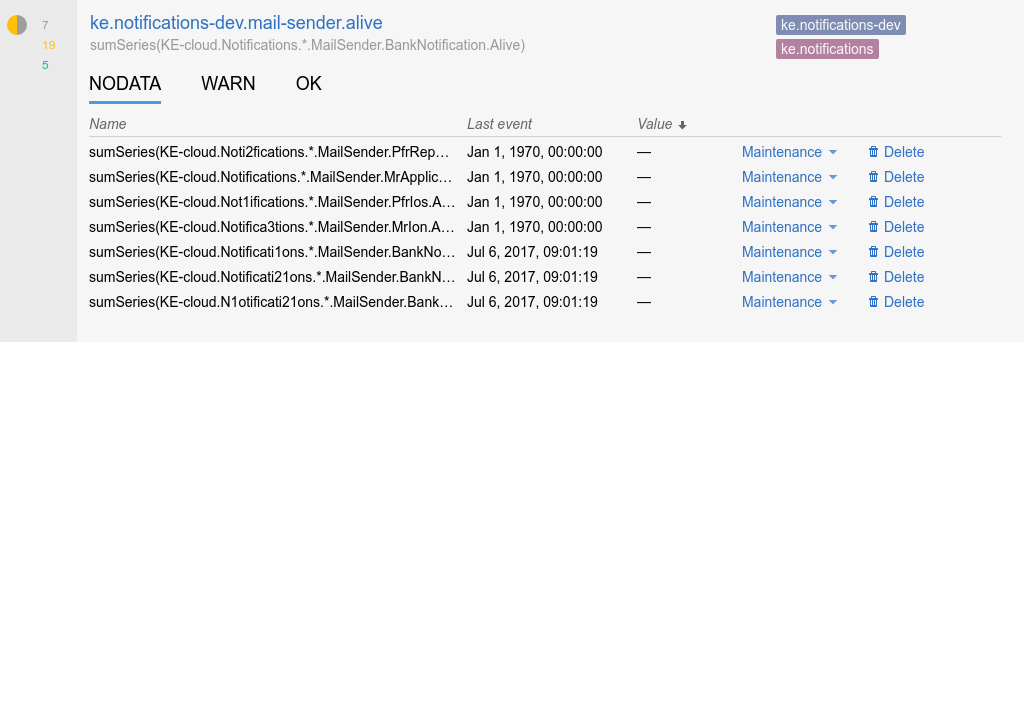 7
19
5
ke.notifications-dev.mail-sender.alive
sumSeries(KE-cloud.Notifications.*.MailSender.BankNotification.Alive)
ke.notifications-dev
ke.notifications
NODATA WARN OK
Name Last event Value
sumSeries(KE-cloud.Noti2fications.*.MailSender.PfrRep… Jan 1, 1970, 00:00:00 — Maintenance Delete
sumSeries(KE-cloud.Notifications.*.MailSender.MrApplic… Jan 1, 1970, 00:00:00 — Maintenance Delete
sumSeries(KE-cloud.Not1ifications.*.MailSender.PfrIos.A… Jan 1, 1970, 00:00:00 — Maintenance Delete
sumSeries(KE-cloud.Notifica3tions.*.MailSender.MrIon.A… Jan 1, 1970, 00:00:00 — Maintenance Delete
sumSeries(KE-cloud.Notificati1ons.*.MailSender.BankNo… Jul 6, 2017, 09:01:19 — Maintenance Delete
sumSeries(KE-cloud.Notificati21ons.*.MailSender.BankN… Jul 6, 2017, 09:01:19 — Maintenance Delete
sumSeries(KE-cloud.N1otificati21ons.*.MailSender.Bank… Jul 6, 2017, 09:01:19 — Maintenance Delete